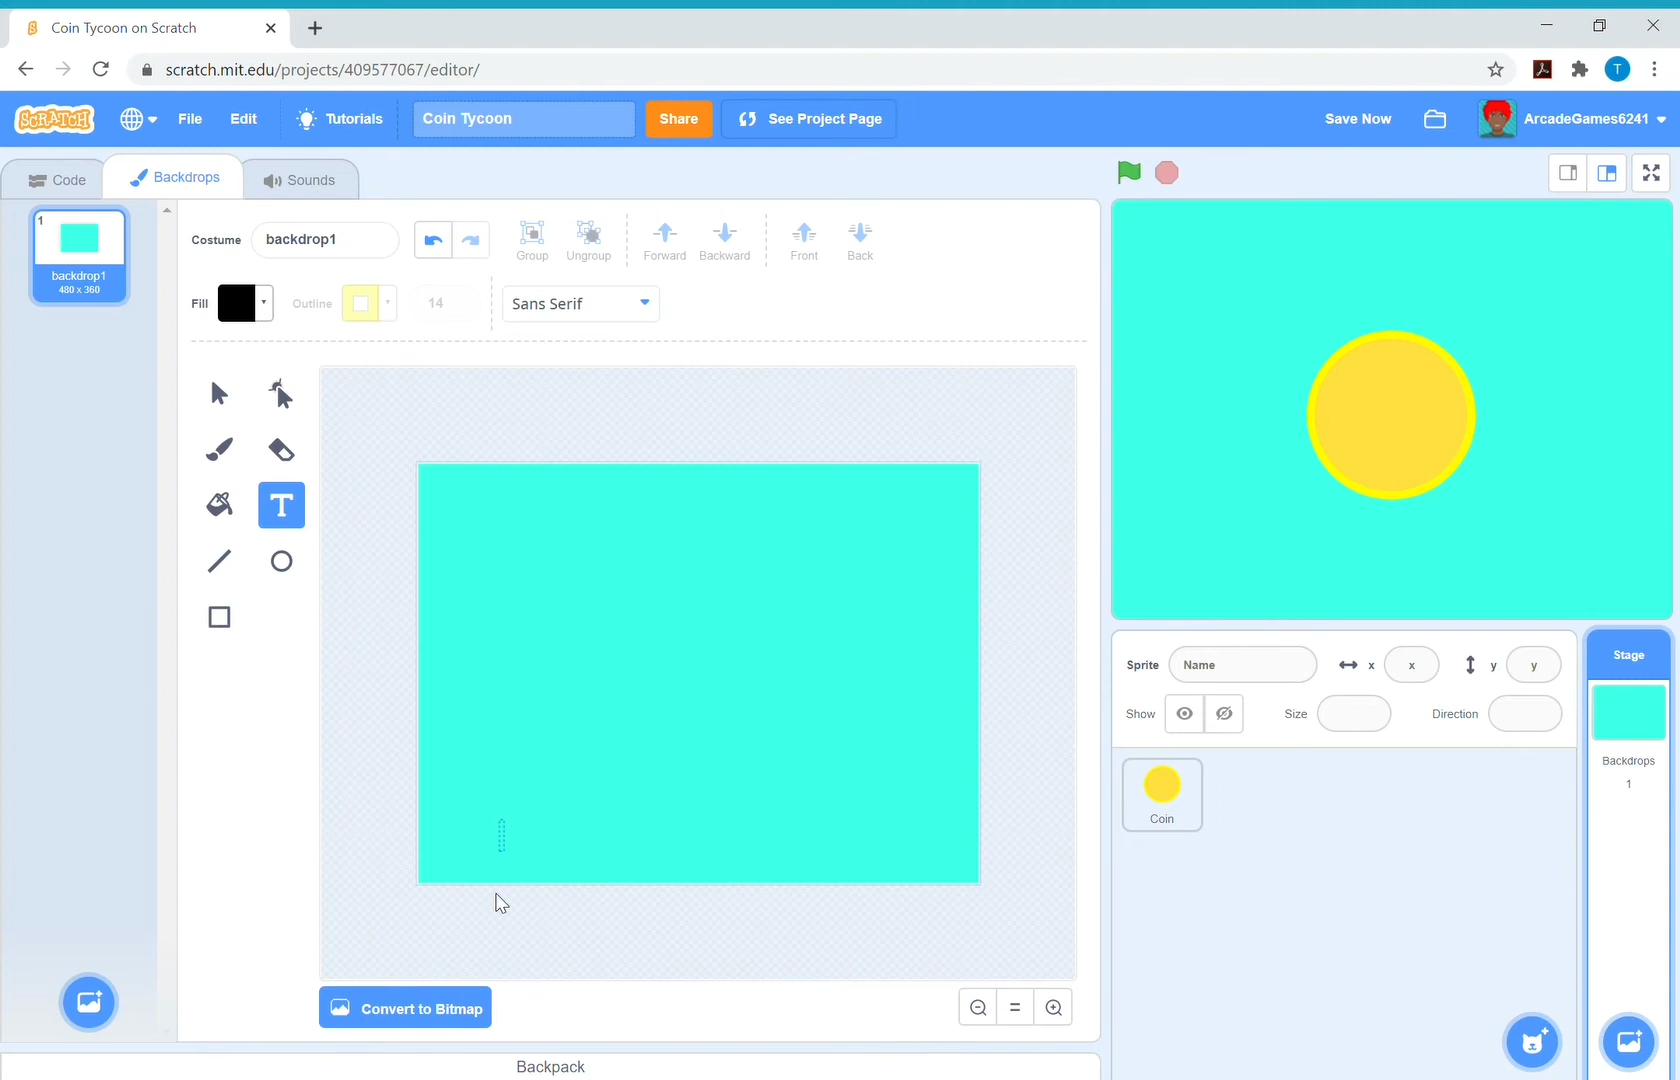 Coin Tycoon on Scratch
scratch.mit.edu/projects/409577067/editor/
T
SCRATCH
File
Edit
Tutorials
Coin Tycoon
Share
See Project Page
Save Now
ArcadeGames6241
Code
Backdrops
Sounds
1
backdrop1
480 x 360
Costume
backdrop1
Group
Ungroup
Forward
Backward
Front
Back
Fill
Outline
14
Sans Serif
T
Convert to Bitmap
Backpack
Sprite
Name
x
x
y
y
Show
Size
Direction
Coin
Stage
Backdrops
1